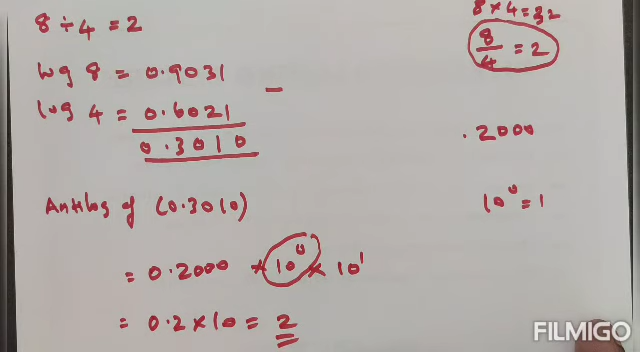 8 ÷ 4 = 2
8 × 4 = 32
8/4 = 2
log 8 = 0.9031
log 4 = 0.6021 −
0.3010
.2000
Antilog of (0.3010)
10⁰ = 1
= 0.2000 × 10⁰ × 10¹
= 0.2 × 10 = 2
FILMIGO